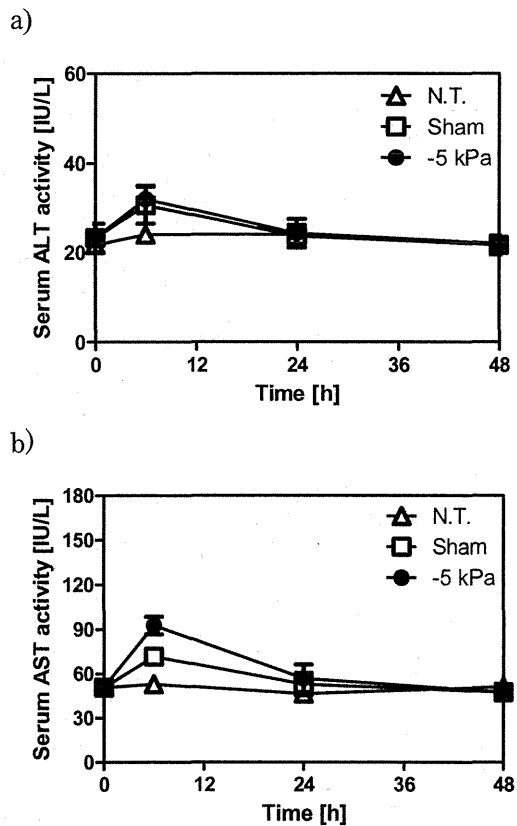 a)
60
40
20
0
Serum ALT activity [IU/L]
N.T.
Sham
-5 kPa
0 12 24 36 48
Time [h]
b)
180
150
120
90
60
30
0
Serum AST activity [IU/L]
N.T.
Sham
-5 kPa
0 12 24 36 48
Time [h]